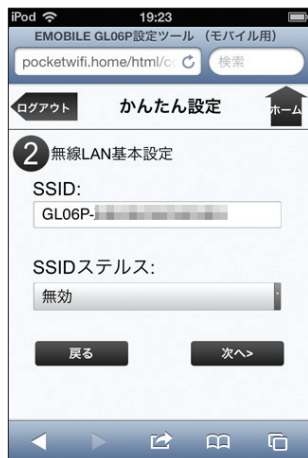 iPod 19:23
EMOBILE GL06P設定ツール （モバイル用）
pocketwifi.home/html/cc 検索
ログアウト かんたん設定 ホーム
2 無線LAN基本設定
SSID:
GL06P-
SSIDステルス:
無効
戻る 次へ>